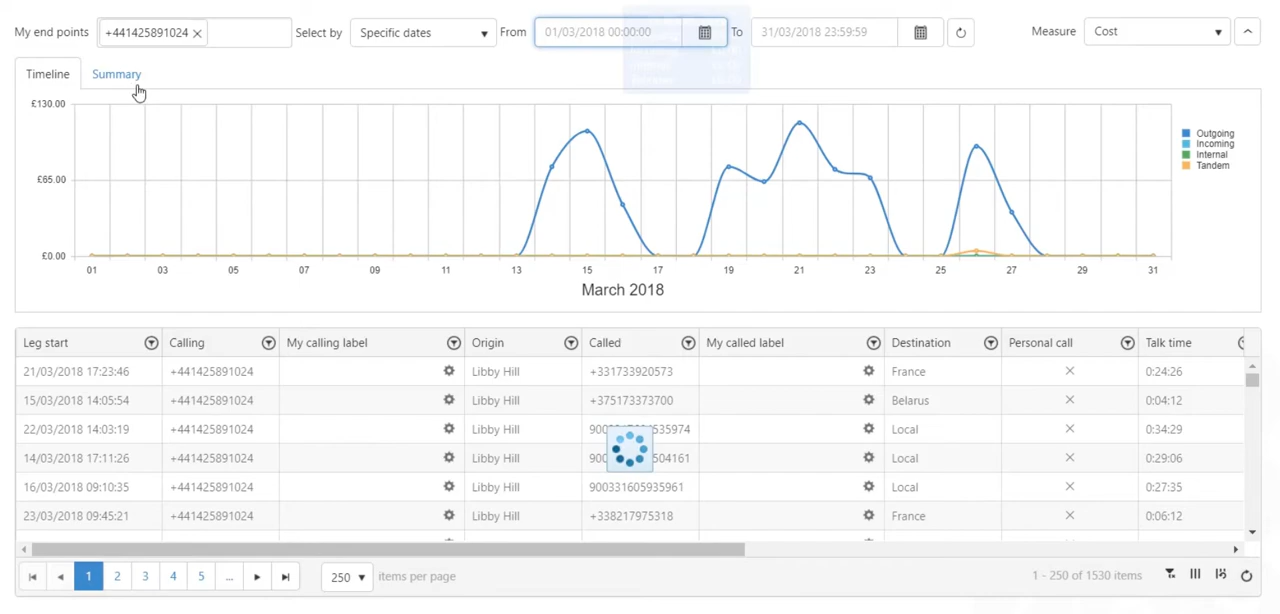 My end points +441425891024 Select by Specific dates From 01/03/2018 00:00:00 To 31/03/2018 23:59:59 Measure Cost
Timeline Summary
£130.00
£65.00
£0.00
Outgoing
Incoming
Internal
Tandem
01 03 05 07 09 11 13 15 17 19 21 23 25 27 29 31
March 2018
Leg start Calling My calling label Origin Called My called label Destination Personal call Talk time
21/03/2018 17:23:46 +441425891024 Libby Hill +331733920573 France 0:24:26
15/03/2018 14:05:54 +441425891024 Libby Hill +375173373700 Belarus 0:04:12
22/03/2018 14:03:19 +441425891024 Libby Hill Local 0:34:29
14/03/2018 17:11:26 +441425891024 Libby Hill Local 0:29:06
16/03/2018 09:10:35 +441425891024 Libby Hill 900331605935961 Local 0:27:35
23/03/2018 09:45:21 +441425891024 Libby Hill +338217975318 France 0:06:12
1 2 3 4 5 ... 250 items per page 1 - 250 of 1530 items